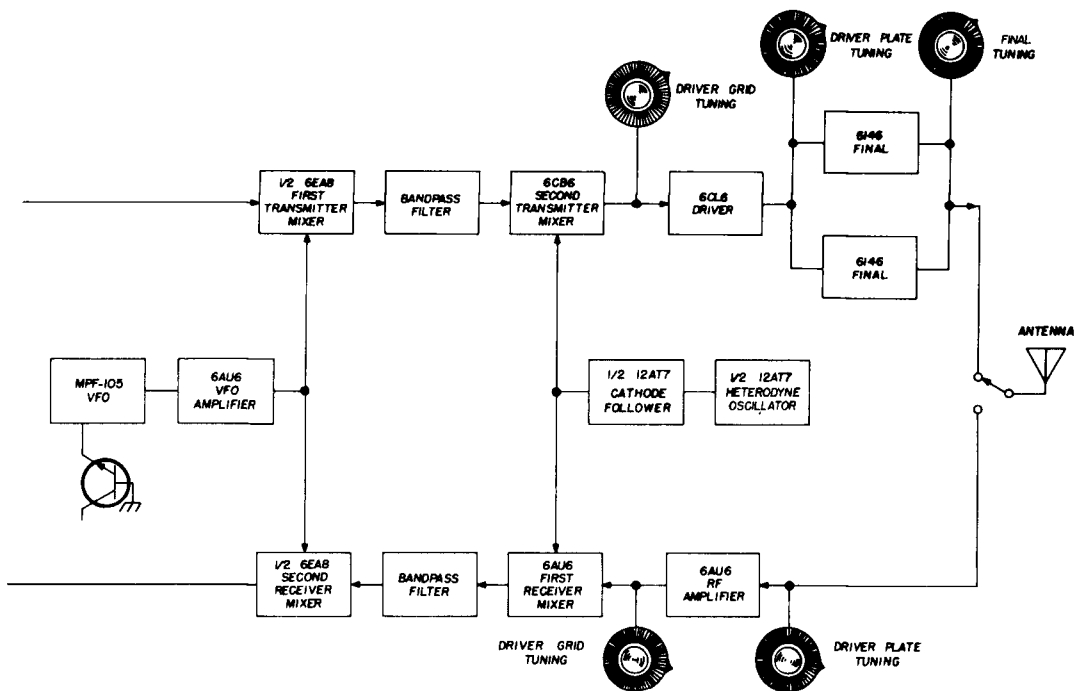 DRIVER PLATE
TUNING
FINAL
TUNING
DRIVER GRID
TUNING
6146
FINAL
1/2 6EA8
FIRST
TRANSMITTER
MIXER
BANDPASS
FILTER
6CB6
SECOND
TRANSMITTER
MIXER
6CL6
DRIVER
6146
FINAL
ANTENNA
MPF-105
VFO
6AU6
VFO
AMPLIFIER
1/2 12AT7
CATHODE
FOLLOWER
1/2 12AT7
HETERODYNE
OSCILLATOR
1/2 6EA8
SECOND
RECEIVER
MIXER
BANDPASS
FILTER
6AU6
FIRST
RECEIVER
MIXER
6AU6
RF
AMPLIFIER
DRIVER GRID
TUNING
DRIVER PLATE
TUNING